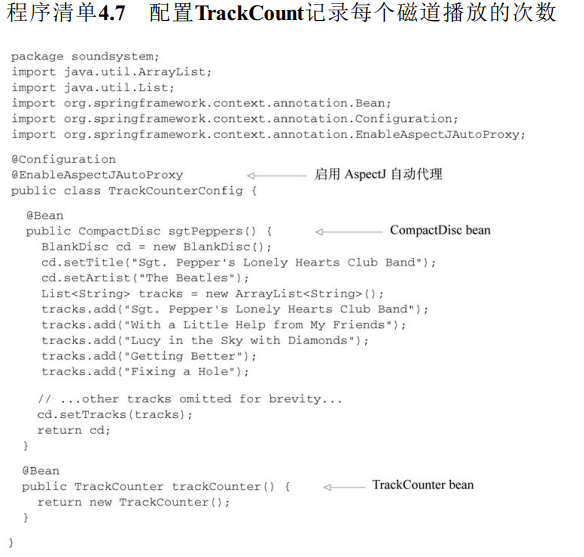 程序清单4.7 配置TrackCount记录每个磁道播放的次数
package soundsystem;
import java.util.ArrayList;
import java.util.List;
import org.springframework.context.annotation.Bean;
import org.springframework.context.annotation.Configuration;
import org.springframework.context.annotation.EnableAspectJAutoProxy;
@Configuration
@EnableAspectJAutoProxy 启用 AspectJ 自动代理
public class TrackCounterConfig {
@Bean
public CompactDisc sgtPeppers() { CompactDisc bean
BlankDisc cd = new BlankDisc();
cd.setTitle("Sgt. Pepper's Lonely Hearts Club Band");
cd.setArtist("The Beatles");
List<String> tracks = new ArrayList<String>();
tracks.add("Sgt. Pepper's Lonely Hearts Club Band");
tracks.add("With a Little Help from My Friends");
tracks.add("Lucy in the Sky with Diamonds");
tracks.add("Getting Better");
tracks.add("Fixing a Hole");
// ...other tracks omitted for brevity...
cd.setTracks(tracks);
return cd;
}
@Bean
public TrackCounter trackCounter() { TrackCounter bean
return new TrackCounter();
}
}